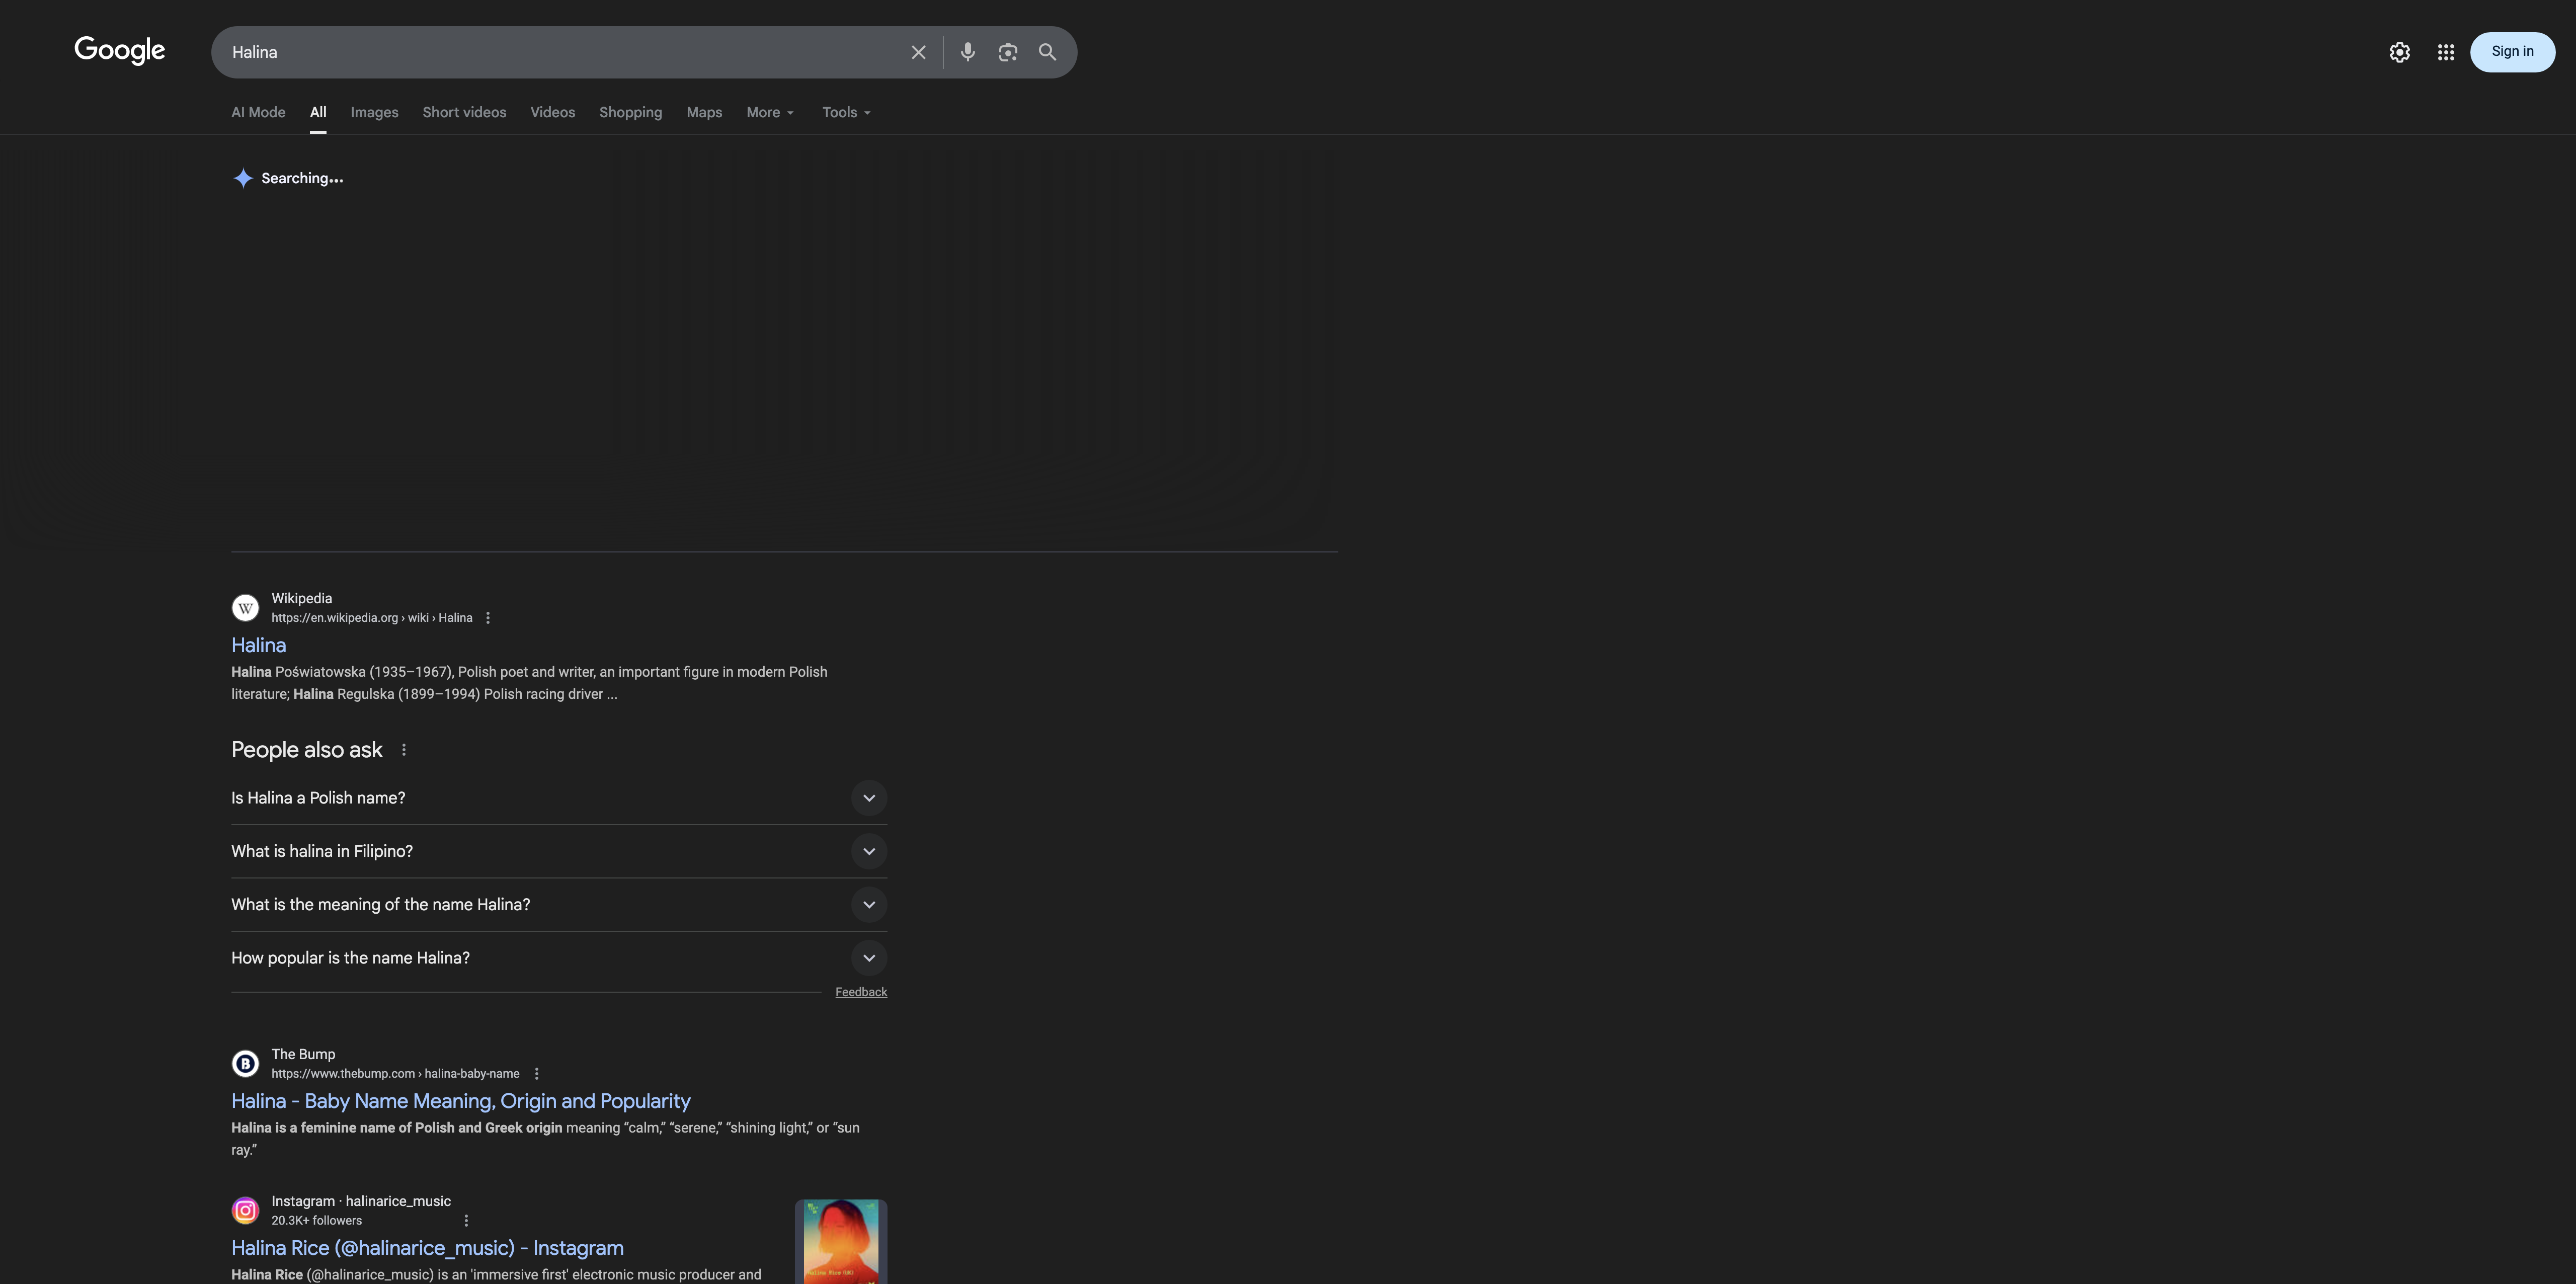 Google
Halina
Sign in
AI Mode All Images Short videos Videos Shopping Maps More Tools
Searching...
W
Wikipedia
https://en.wikipedia.org › wiki › Halina
Halina
Halina Poświatowska (1935–1967), Polish poet and writer, an important figure in modern Polish
literature; Halina Regulska (1899–1994) Polish racing driver ...
People also ask
Is Halina a Polish name?
What is halina in Filipino?
What is the meaning of the name Halina?
How popular is the name Halina?
Feedback
B
The Bump
https://www.thebump.com › halina-baby-name
Halina - Baby Name Meaning, Origin and Popularity
Halina is a feminine name of Polish and Greek origin meaning “calm,” “serene,” “shining light,” or “sun
ray.”
Instagram · halinarice_music
20.3K+ followers
Halina Rice (@halinarice_music) - Instagram
Halina Rice (@halinarice_music) is an 'immersive first' electronic music producer and
Halina Rice (UK)